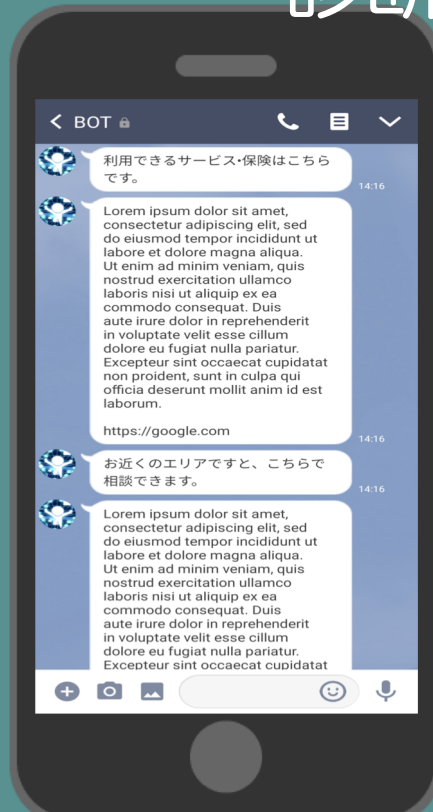 BOT
利用できるサービス・保険はこちら
です。
14:16
Lorem ipsum dolor sit amet,
consectetur adipiscing elit, sed
do eiusmod tempor incididunt ut
labore et dolore magna aliqua.
Ut enim ad minim veniam, quis
nostrud exercitation ullamco
laboris nisi ut aliquip ex ea
commodo consequat. Duis
aute irure dolor in reprehenderit
in voluptate velit esse cillum
dolore eu fugiat nulla pariatur.
Excepteur sint occaecat cupidatat
non proident, sunt in culpa qui
officia deserunt mollit anim id est
laborum.
https://google.com
14:16
お近くのエリアですと、こちらで
相談できます。
14:16
Lorem ipsum dolor sit amet,
consectetur adipiscing elit, sed
do eiusmod tempor incididunt ut
labore et dolore magna aliqua.
Ut enim ad minim veniam, quis
nostrud exercitation ullamco
laboris nisi ut aliquip ex ea
commodo consequat. Duis
aute irure dolor in reprehenderit
in voluptate velit esse cillum
dolore eu fugiat nulla pariatur.
Excepteur sint occaecat cupidatat